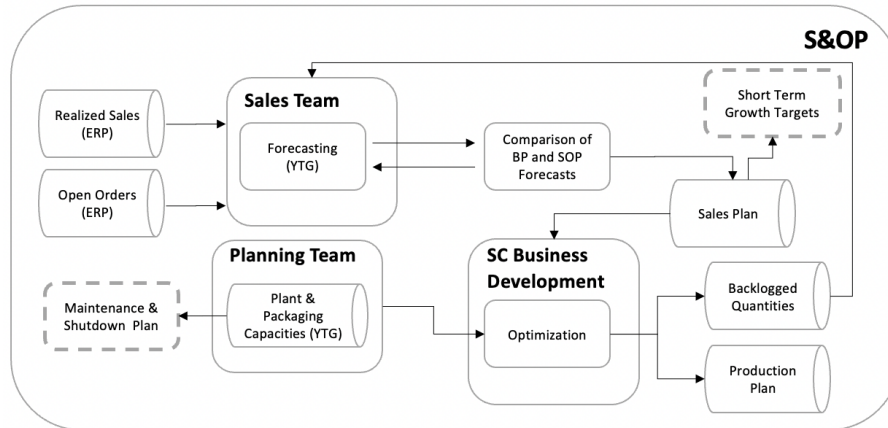 S&OP
Realized Sales
(ERP)
Open Orders
(ERP)
Sales Team
Forecasting
(YTG)
Comparison of
BP and SOP
Forecasts
Short Term
Growth Targets
Sales Plan
Planning Team
Plant &
Packaging
Capacities (YTG)
Maintenance &
Shutdown Plan
SC Business
Development
Optimization
Backlogged
Quantities
Production
Plan